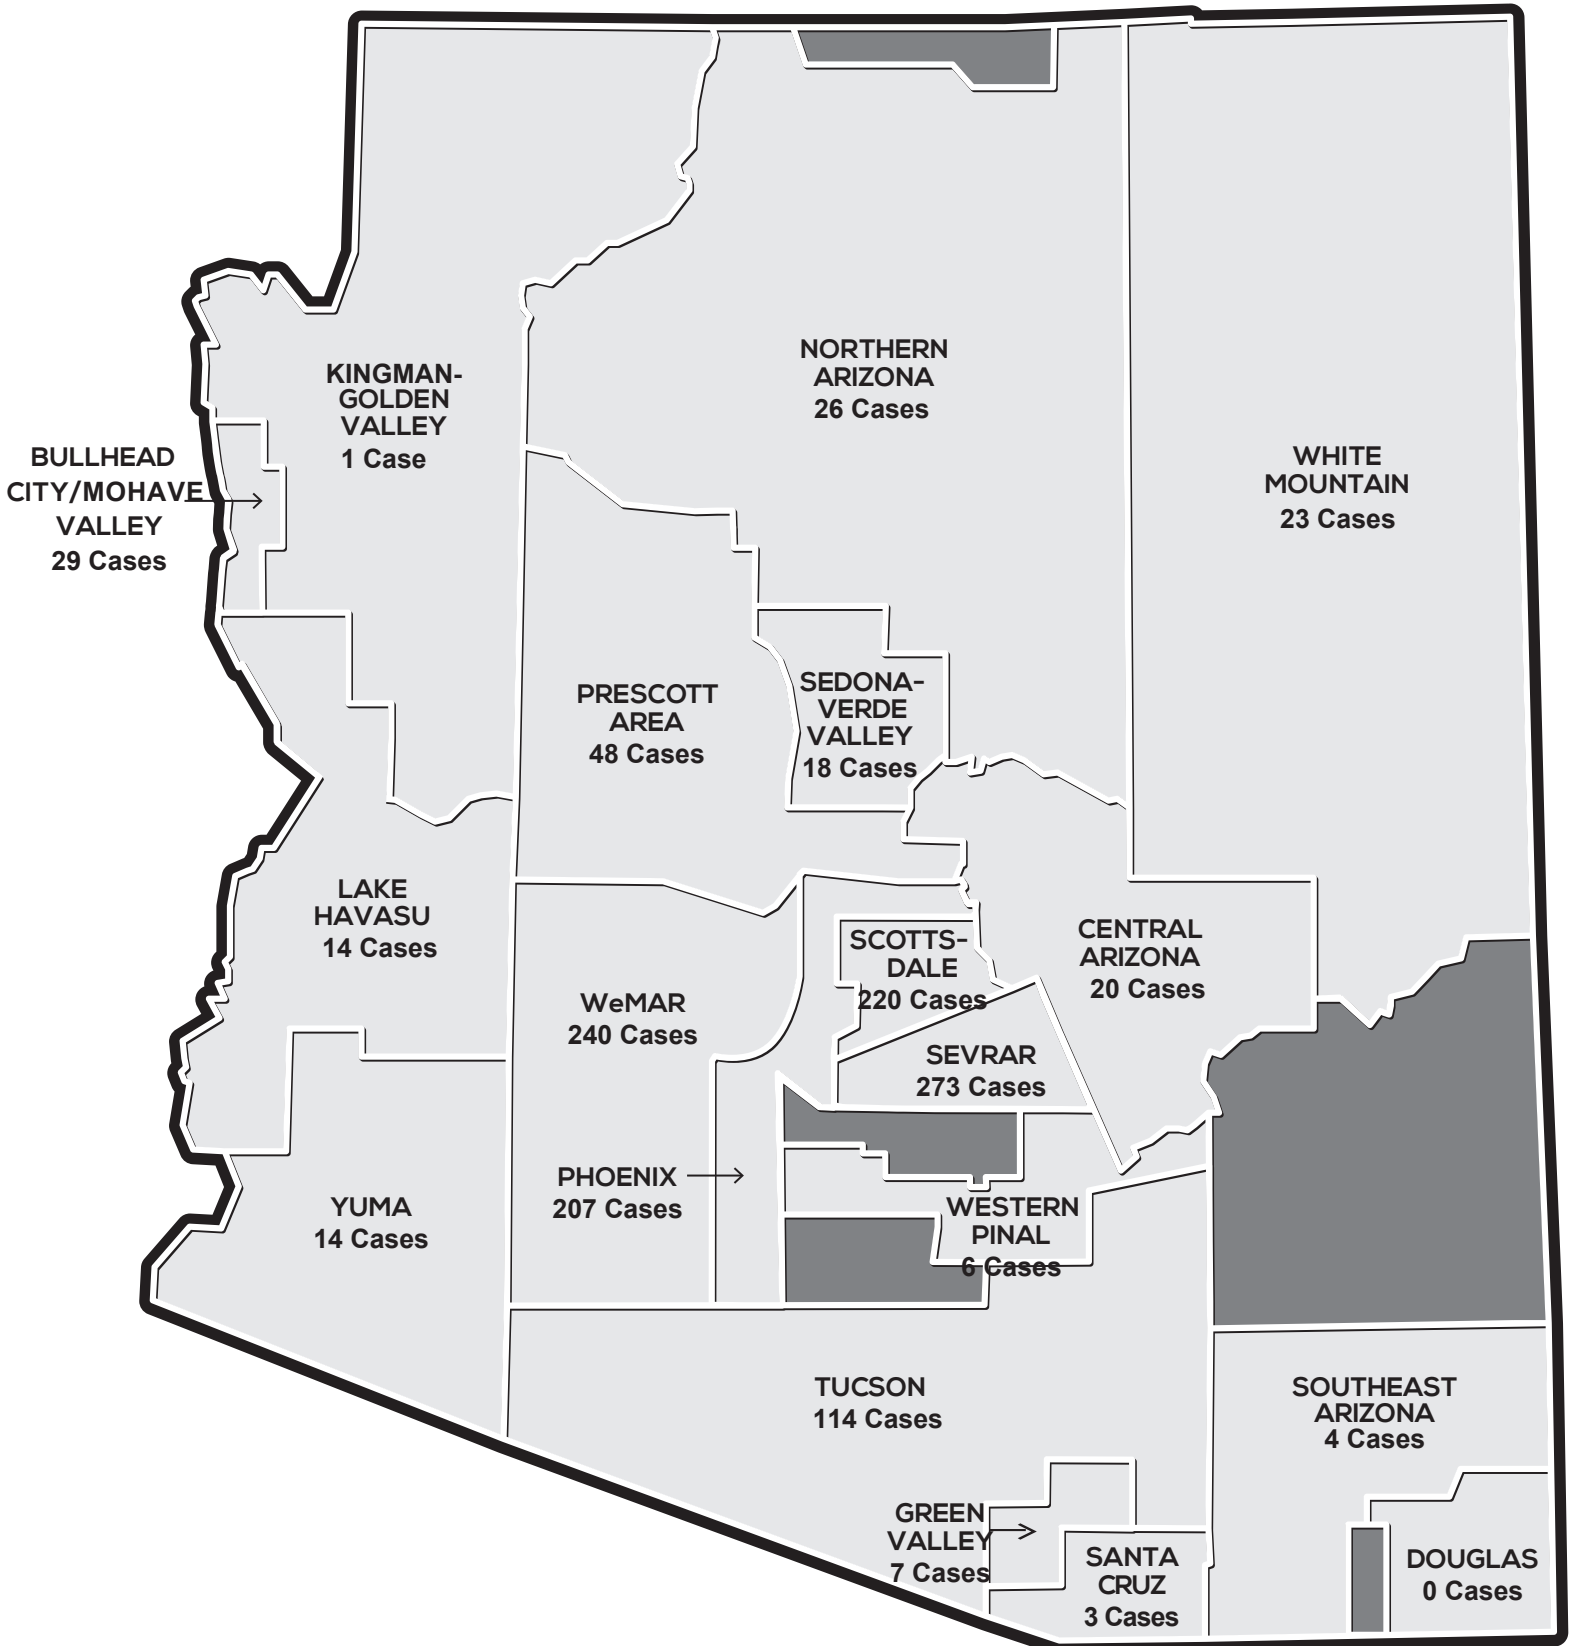 NORTHERN
ARIZONA
26 Cases
KINGMAN-
GOLDEN
VALLEY
1 Case
BULLHEAD
CITY/MOHAVE
VALLEY
29 Cases
WHITE
MOUNTAIN
23 Cases
PRESCOTT
AREA
48 Cases
SEDONA-
VERDE
VALLEY
18 Cases
LAKE
HAVASU
14 Cases
SCOTTS-
DALE
220 Cases
CENTRAL
ARIZONA
20 Cases
WeMAR
240 Cases
SEVRAR
273 Cases
PHOENIX
207 Cases
YUMA
14 Cases
WESTERN
PINAL
6 Cases
TUCSON
114 Cases
SOUTHEAST
ARIZONA
4 Cases
GREEN
VALLEY
7 Cases
SANTA
CRUZ
3 Cases
DOUGLAS
0 Cases